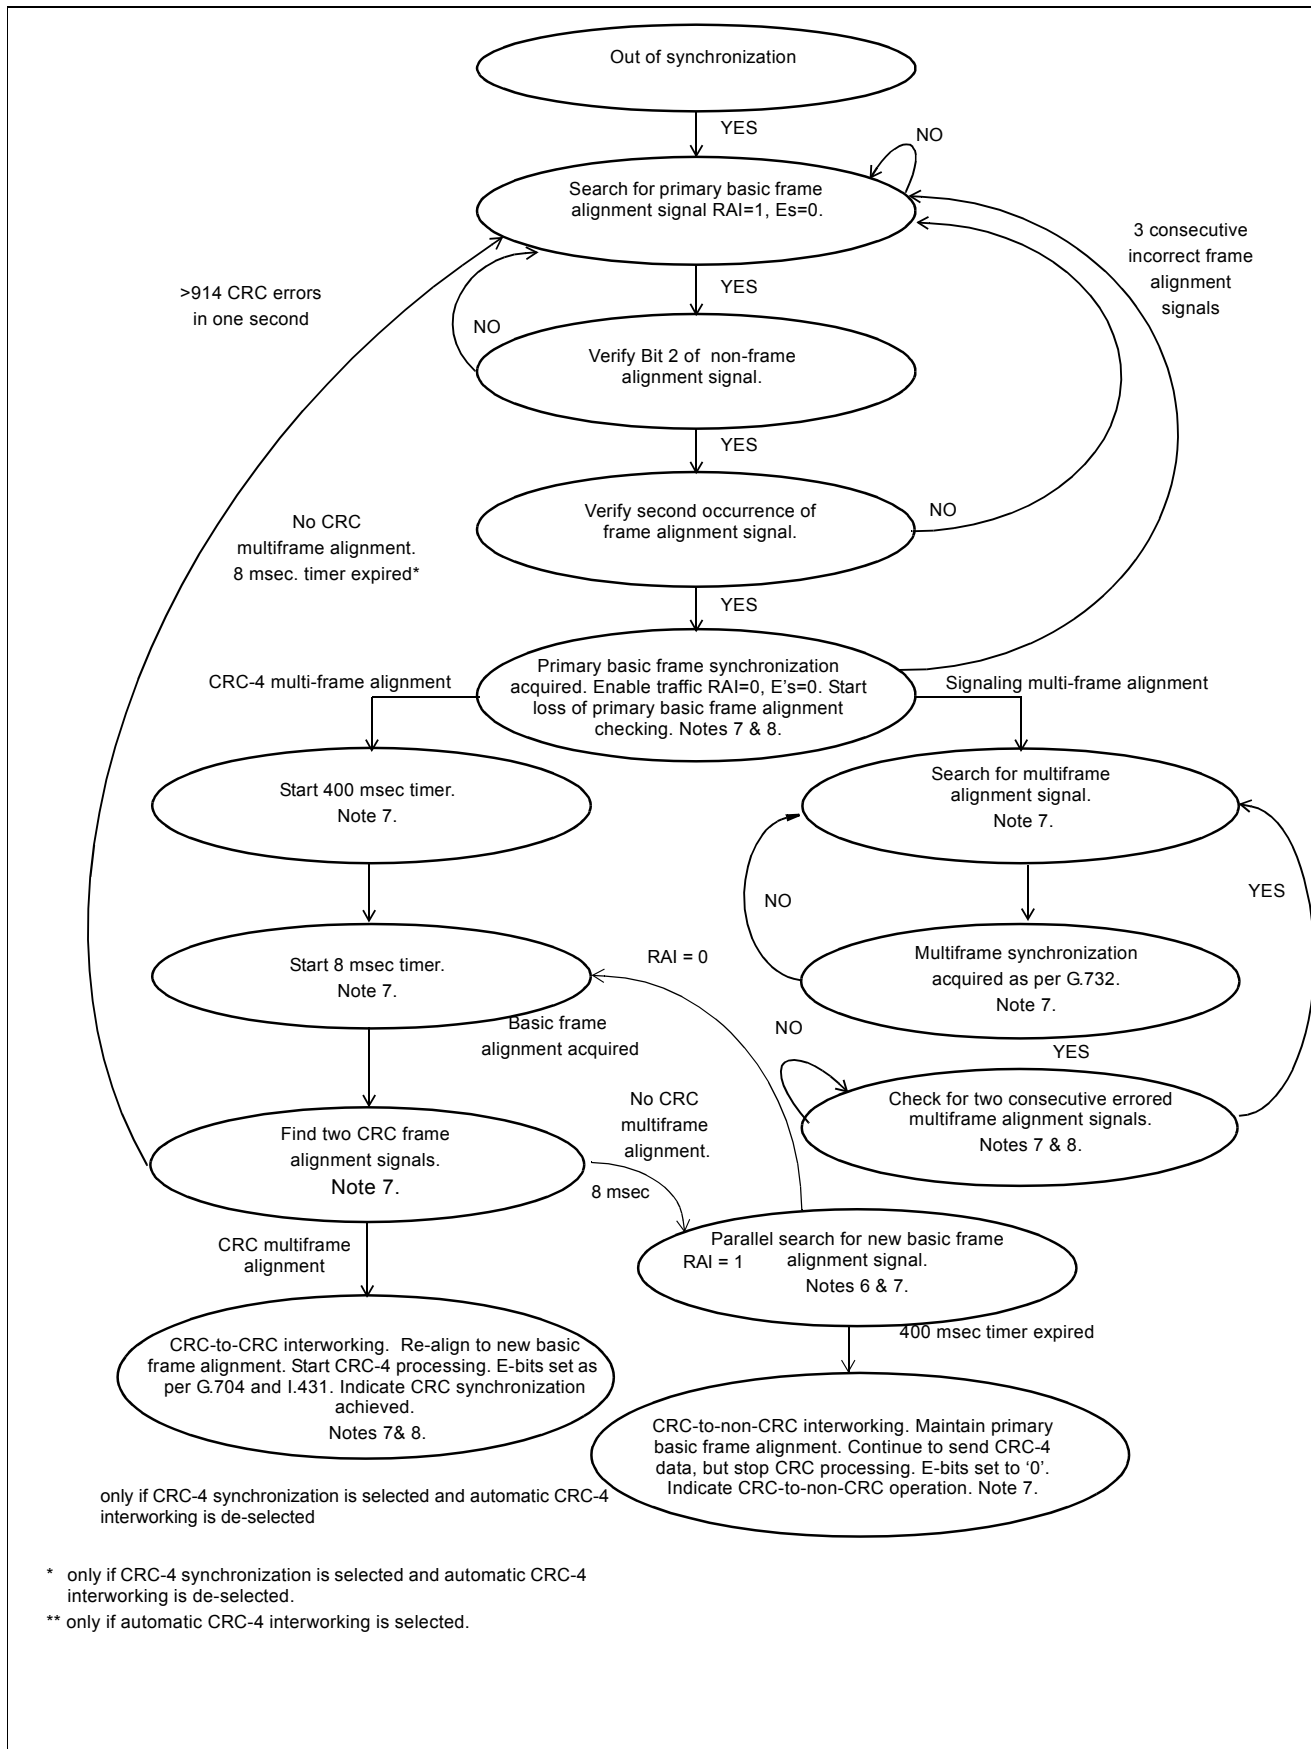 Out of synchronization
YES
NO
Search for primary basic frame
alignment signal RAI=1, Es=0.
3 consecutive
incorrect frame
alignment
signals
>914 CRC errors
in one second
YES
NO
Verify Bit 2 of non-frame
alignment signal.
YES
No CRC
multiframe alignment.
8 msec. timer expired*
Verify second occurrence of
frame alignment signal.
NO
YES
CRC-4 multi-frame alignment
Primary basic frame synchronization
acquired. Enable traffic RAI=0, E's=0. Start
loss of primary basic frame alignment
checking. Notes 7 & 8.
Signaling multi-frame alignment
Start 400 msec timer.
Note 7.
Search for multiframe
alignment signal.
Note 7.
NO
YES
Start 8 msec timer.
Note 7.
RAI = 0
Multiframe synchronization
acquired as per G.732.
Note 7.
Basic frame
alignment acquired
NO
YES
No CRC
multiframe
alignment.
Check for two consecutive errored
multiframe alignment signals.
Notes 7 & 8.
Find two CRC frame
alignment signals.
Note 7.
8 msec
CRC multiframe
alignment
Parallel search for new basic frame
alignment signal.
Notes 6 & 7.
RAI = 1
400 msec timer expired
CRC-to-CRC interworking. Re-align to new basic
frame alignment. Start CRC-4 processing. E-bits set as
per G.704 and I.431. Indicate CRC synchronization
achieved.
Notes 7& 8.
CRC-to-non-CRC interworking. Maintain primary
basic frame alignment. Continue to send CRC-4
data, but stop CRC processing. E-bits set to ‘0’.
Indicate CRC-to-non-CRC operation. Note 7.
only if CRC-4 synchronization is selected and automatic CRC-4
interworking is de-selected
* only if CRC-4 synchronization is selected and automatic CRC-4
interworking is de-selected.
** only if automatic CRC-4 interworking is selected.